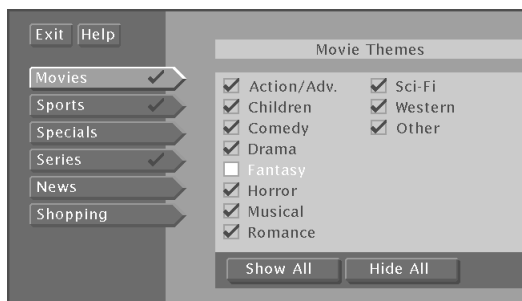 Exit Help
Movie Themes
Movies
Sports
Specials
Series
News
Shopping
Action/Adv.
Children
Comedy
Drama
Fantasy
Horror
Musical
Romance
Sci-Fi
Western
Other
Show All Hide All